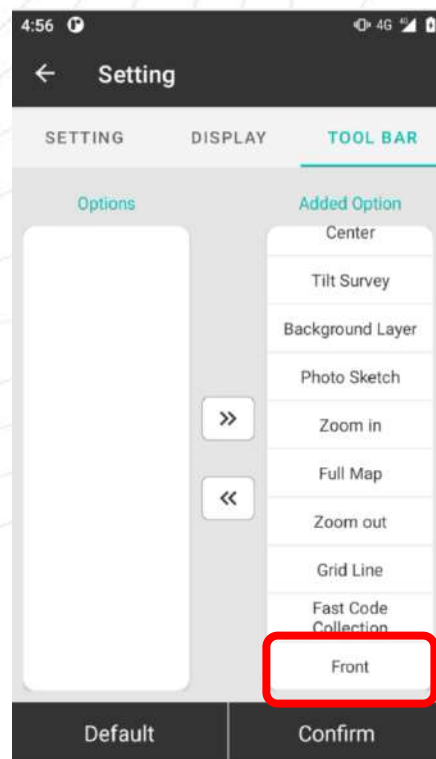 4:56 4G
Setting
SETTING DISPLAY TOOL BAR
Options Added Option
Center
Tilt Survey
Background Layer
Photo Sketch
Zoom in
Full Map
Zoom out
Grid Line
Fast Code
Collection
Front
Default Confirm